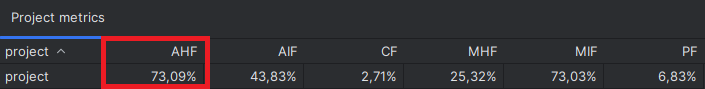 Project metrics
project AHF AIF CF MHF MIF PF
project 73,09% 43,83% 2,71% 25,32% 73,03% 6,83%